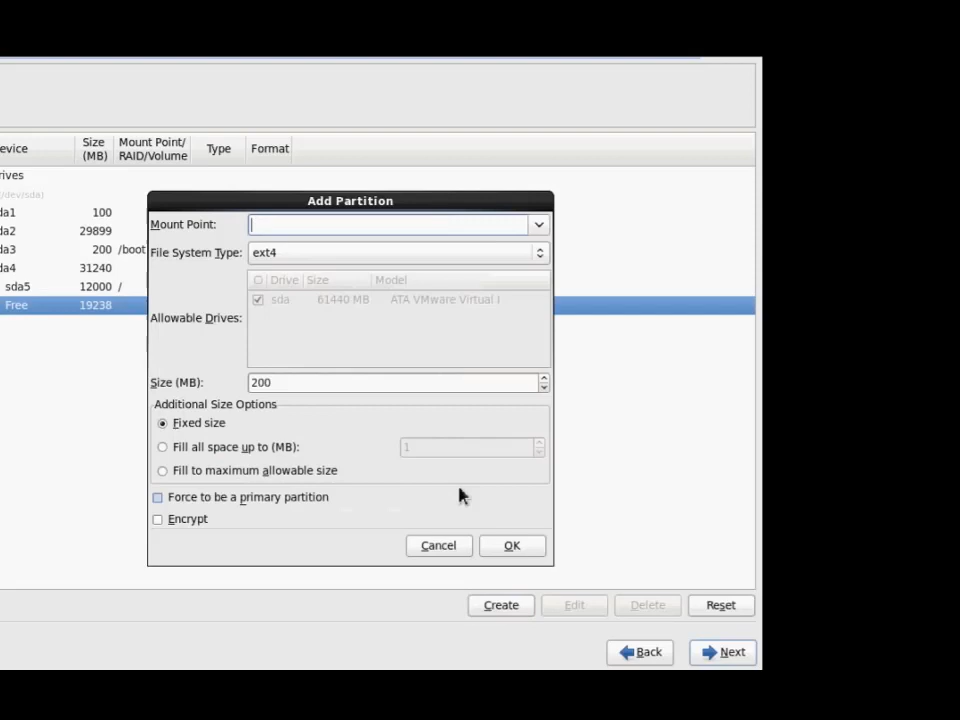 evice Size (MB) Mount Point/ RAID/Volume Type Format
rives
/dev/sda)
da1 100
da2 29899
da3 200 /boot
da4 31240
sda5 12000 /
Free 19238
Add Partition
Mount Point:
File System Type: ext4
Drive Size Model
sda 61440 MB ATA VMware Virtual I
Allowable Drives:
Size (MB): 200
Additional Size Options
Fixed size
Fill all space up to (MB): 1
Fill to maximum allowable size
Force to be a primary partition
Encrypt
Cancel OK
Create Edit Delete Reset
Back Next